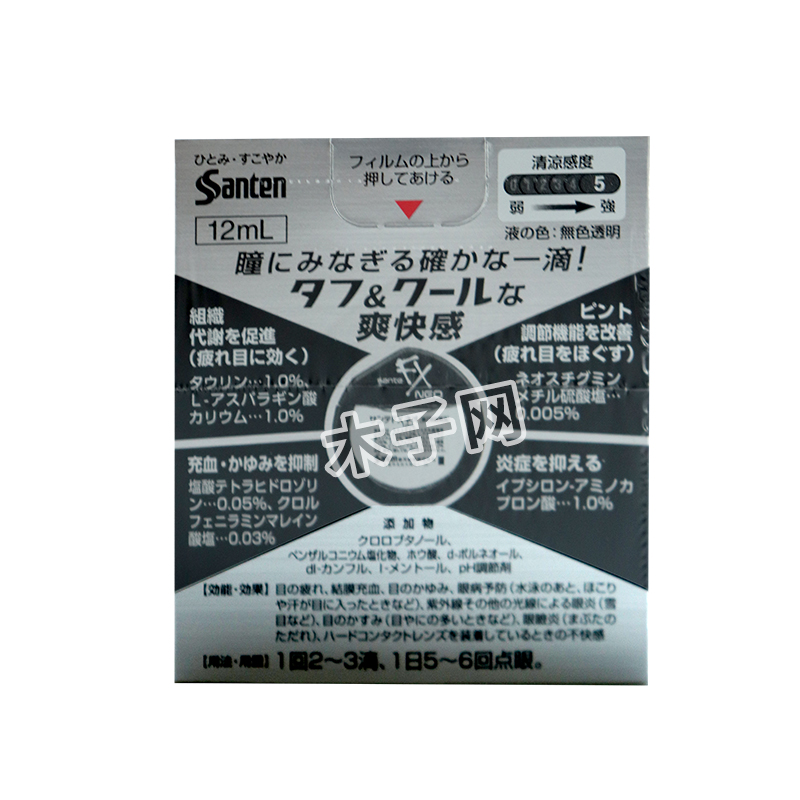 ひとみ・すこやか
Santen
12mL
フィルムの上から
押してあける
清涼感度
0 1 2 3 4 5
弱 強
液の色：無色透明
瞳にみなぎる確かな一滴！
タフ&クールな
爽快感
組織
代謝を促進
（疲れ目に効く）
タウリン…1.0%、
L-アスパラギン酸
カリウム…1.0%
ピント
調節機能を改善
（疲れ目をほぐす）
ネオスチグミン
メチル硫酸塩…
0.005%
sante FX
NEO
木子网
充血・かゆみを抑制
塩酸テトラヒドロゾリ
ン…0.05%、クロル
フェニラミンマレイン
酸塩…0.03%
炎症を抑える
イプシロン-アミノカ
プロン酸…1.0%
添加物
クロロブタノール、
ベンザルコニウム塩化物、ホウ酸、d-ボルネオール、
dl-カンフル、l-メントール、pH調節剤
【効能・効果】目の疲れ、結膜充血、目のかゆみ、眼病予防（水泳のあと、ほこり
や汗が目に入ったときなど）、紫外線その他の光線による眼炎（雪
目など）、目のかすみ（目やにの多いときなど）、眼瞼炎（まぶたの
ただれ）、ハードコンタクトレンズを装着しているときの不快感
【用法・用量】1回2～3滴、1日5～6回点眼。